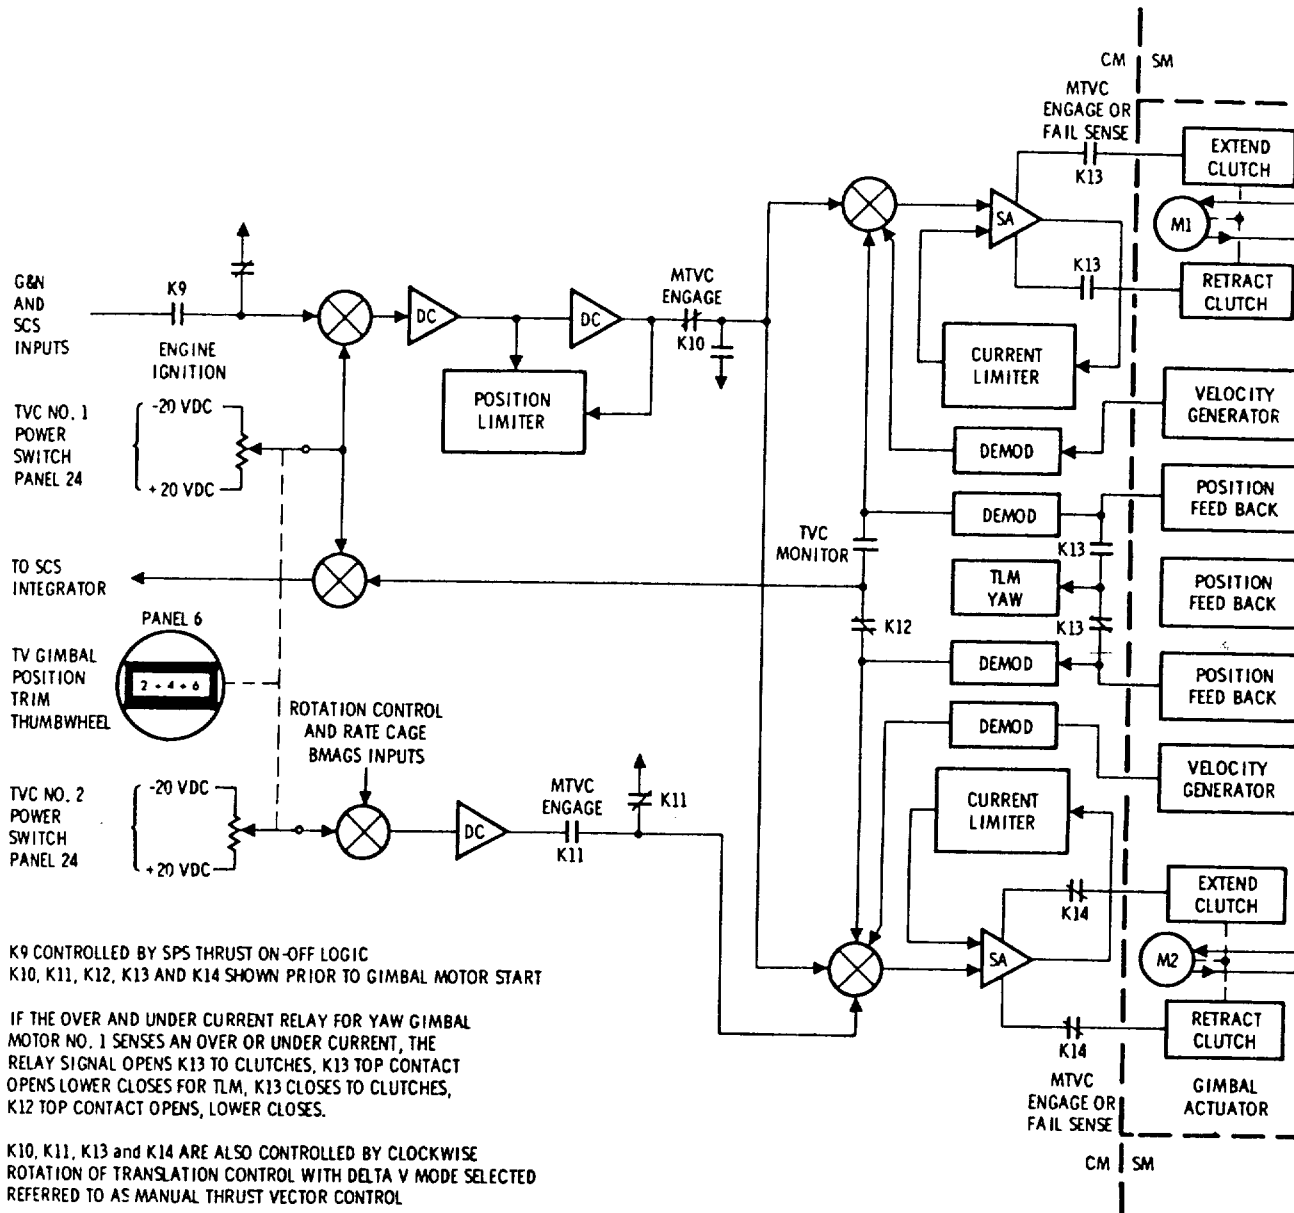 CM SM
MTVC
ENGAGE OR
FAIL SENSE
K13
EXTEND
CLUTCH
SA
M1
K13
RETRACT
CLUTCH
G&N
AND
SCS
INPUTS
K9
ENGINE
IGNITION
DC
DC
MTVC
ENGAGE
K10
POSITION
LIMITER
CURRENT
LIMITER
VELOCITY
GENERATOR
DEMOD
TVC NO. 1
POWER
SWITCH
PANEL 24
-20 VDC
+20 VDC
POSITION
FEED BACK
DEMOD
TVC
MONITOR
K13
TO SCS
INTEGRATOR
TLM
YAW
POSITION
FEED BACK
K12
K13
DEMOD
POSITION
FEED BACK
PANEL 6
TV GIMBAL
POSITION
TRIM
THUMBWHEEL
2 + 4 + 6
DEMOD
VELOCITY
GENERATOR
ROTATION CONTROL
AND RATE CAGE
BMAGS INPUTS
TVC NO. 2
POWER
SWITCH
PANEL 24
-20 VDC
+20 VDC
DC
MTVC
ENGAGE
K11
K11
CURRENT
LIMITER
EXTEND
CLUTCH
K14
SA
M2
K14
RETRACT
CLUTCH
MTVC
ENGAGE OR
FAIL SENSE
GIMBAL
ACTUATOR
CM SM
K9 CONTROLLED BY SPS THRUST ON-OFF LOGIC
K10, K11, K12, K13 AND K14 SHOWN PRIOR TO GIMBAL MOTOR START
IF THE OVER AND UNDER CURRENT RELAY FOR YAW GIMBAL
MOTOR NO. 1 SENSES AN OVER OR UNDER CURRENT, THE
RELAY SIGNAL OPENS K13 TO CLUTCHES, K13 TOP CONTACT
OPENS LOWER CLOSES FOR TLM, K13 CLOSES TO CLUTCHES,
K12 TOP CONTACT OPENS, LOWER CLOSES.
K10, K11, K13 and K14 ARE ALSO CONTROLLED BY CLOCKWISE
ROTATION OF TRANSLATION CONTROL WITH DELTA V MODE SELECTED
REFERRED TO AS MANUAL THRUST VECTOR CONTROL